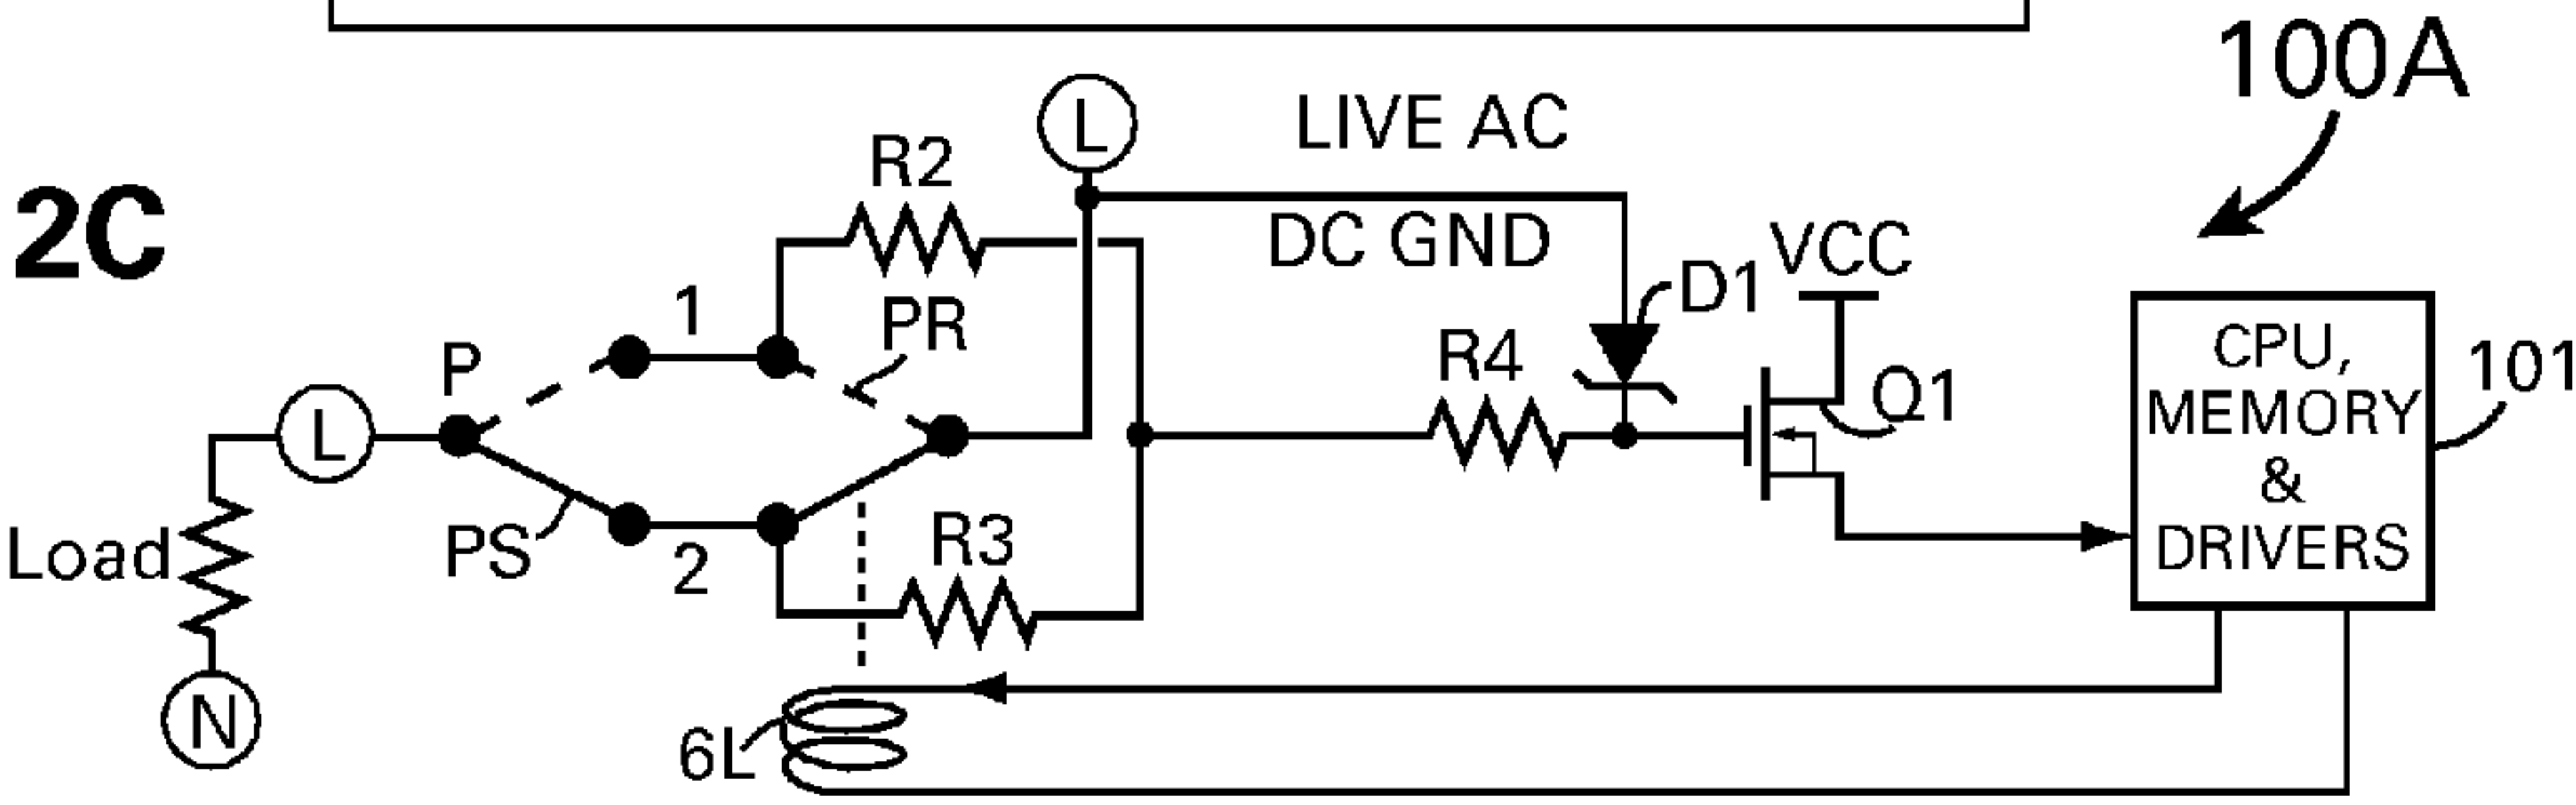 100A
L
LIVE AC
R2
2C
DC GND
VCC
D1
1
PR
CPU,
MEMORY
&
DRIVERS
101
P
R4
Q1
L
PS
2
R3
Load
N
6L